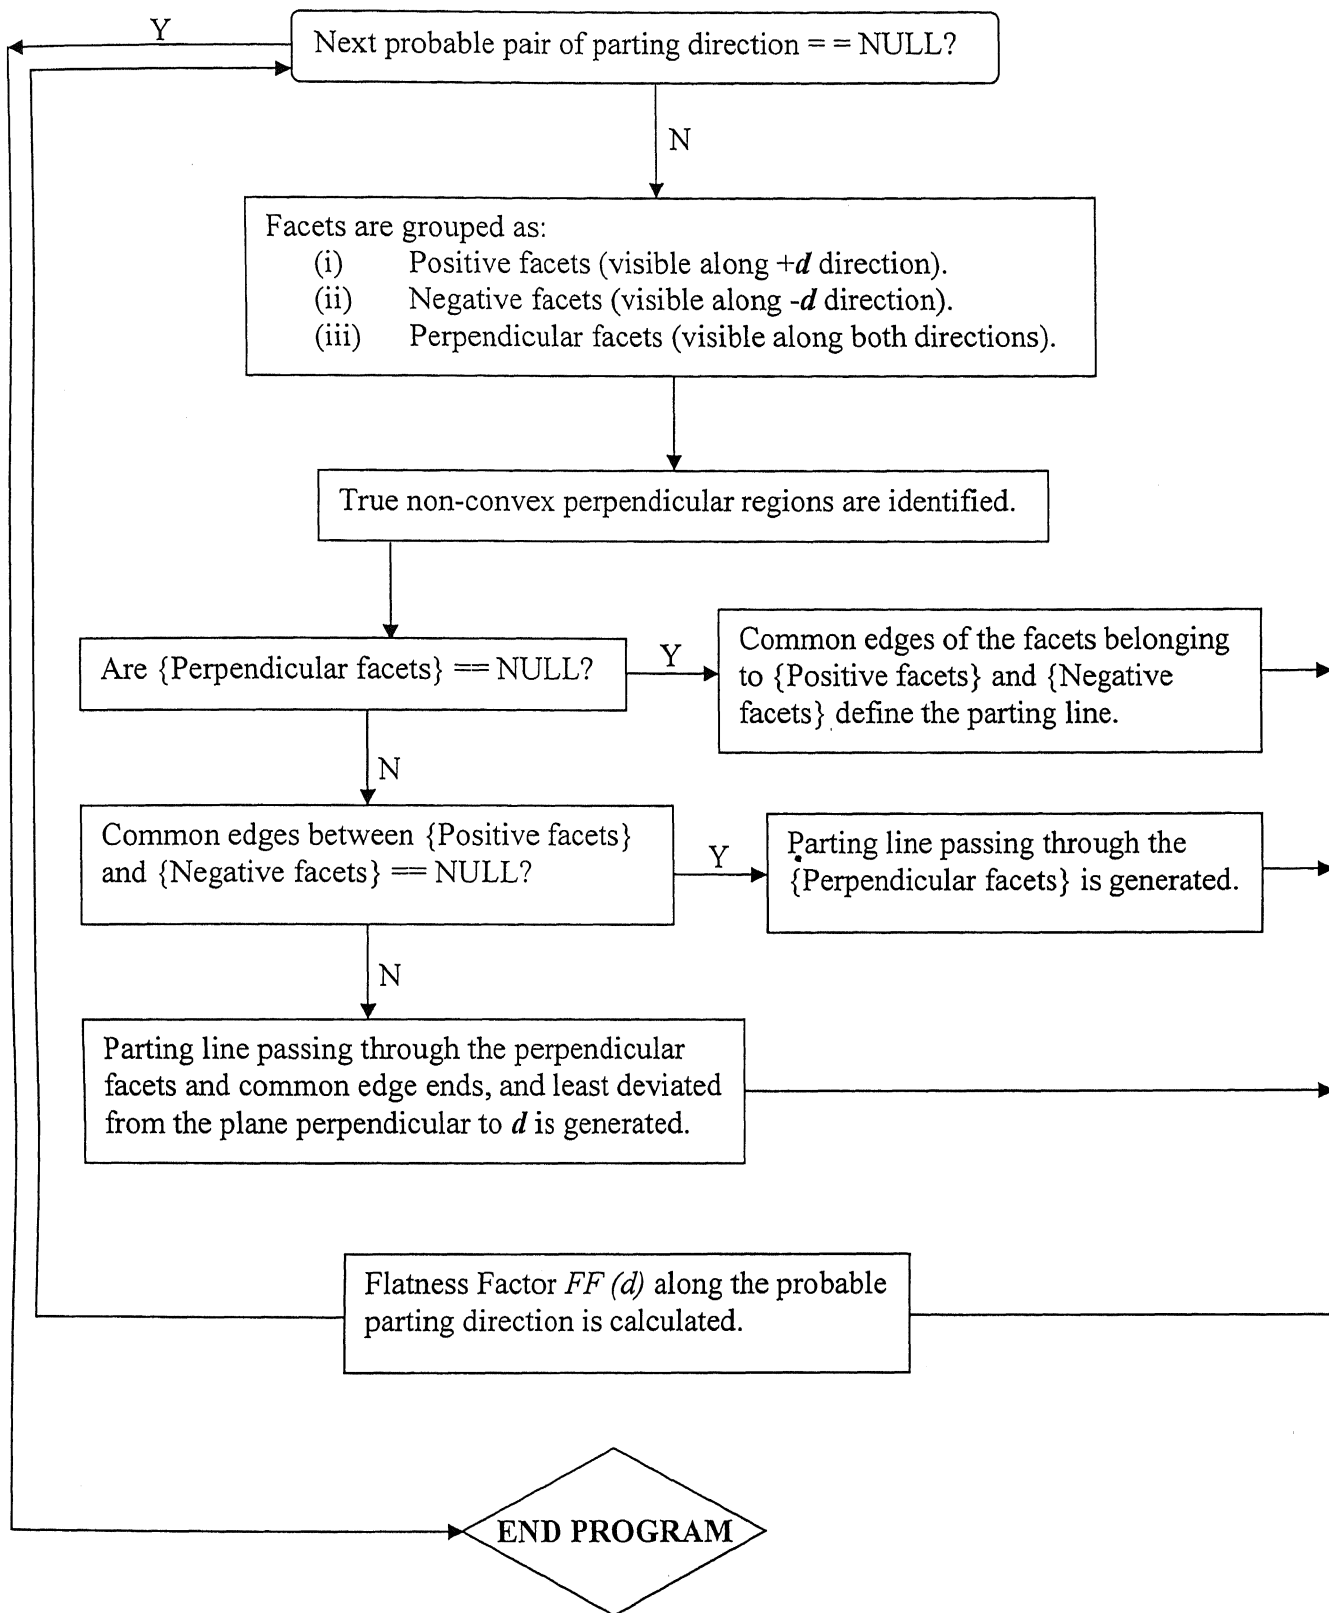 Y
Next probable pair of parting direction = = NULL?
N
Facets are grouped as:
(i) Positive facets (visible along +d direction).
(ii) Negative facets (visible along -d direction).
(iii) Perpendicular facets (visible along both directions).
True non-convex perpendicular regions are identified.
Are {Perpendicular facets} == NULL?
Y
Common edges of the facets belonging
to {Positive facets} and {Negative
facets} define the parting line.
N
Common edges between {Positive facets}
and {Negative facets} == NULL?
Y
Parting line passing through the
{Perpendicular facets} is generated.
N
Parting line passing through the perpendicular
facets and common edge ends, and least deviated
from the plane perpendicular to d is generated.
Flatness Factor FF (d) along the probable
parting direction is calculated.
END PROGRAM